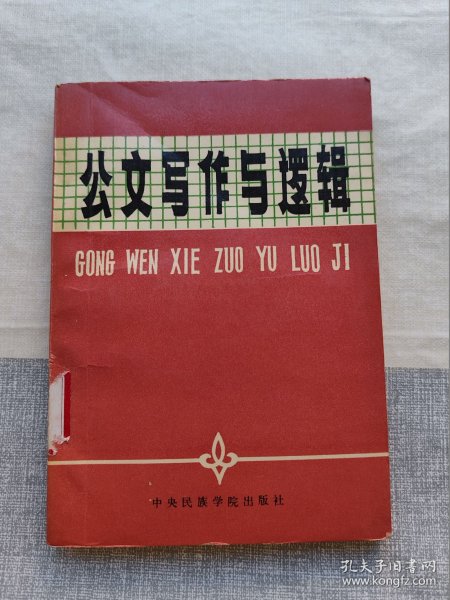 公文写作与逻辑
GONG WEN XIE ZUO YU LUO JI
中央民族学院出版社
孔夫子旧书网
www.kongfz.com